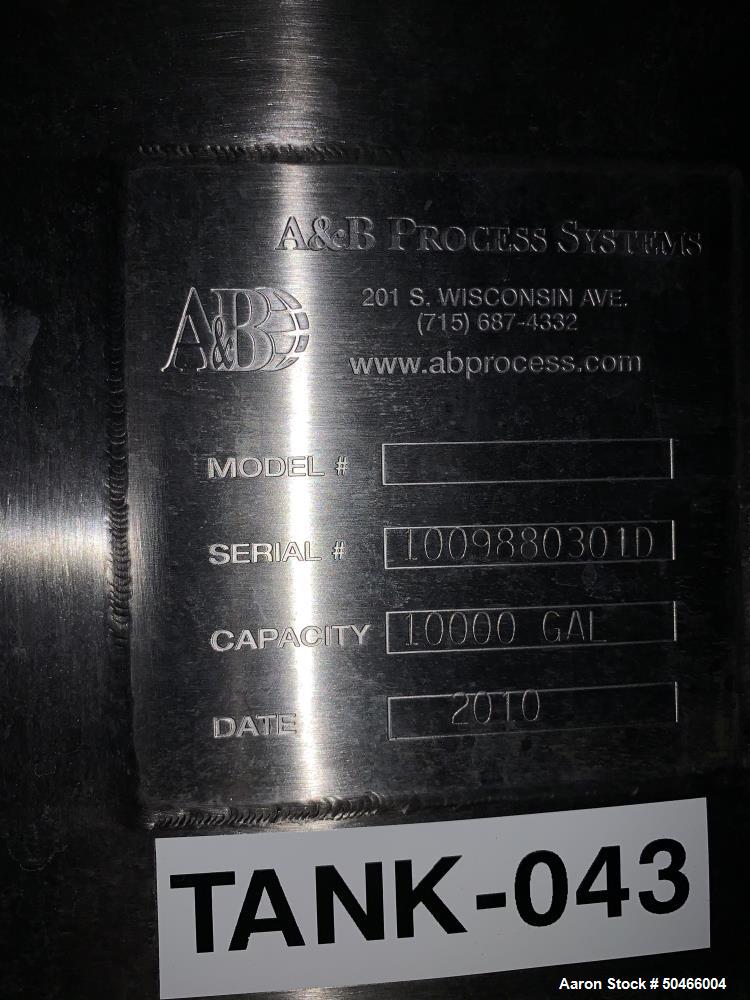 A&B PROCESS SYSTEMS
A&B
201 S. WISCONSIN AVE.
(715) 687-4332
www.abprocess.com
MODEL #
SERIAL # 1009880301D
CAPACITY 10000 GAL
DATE 2010
TANK-043
Aaron Stock # 50466004